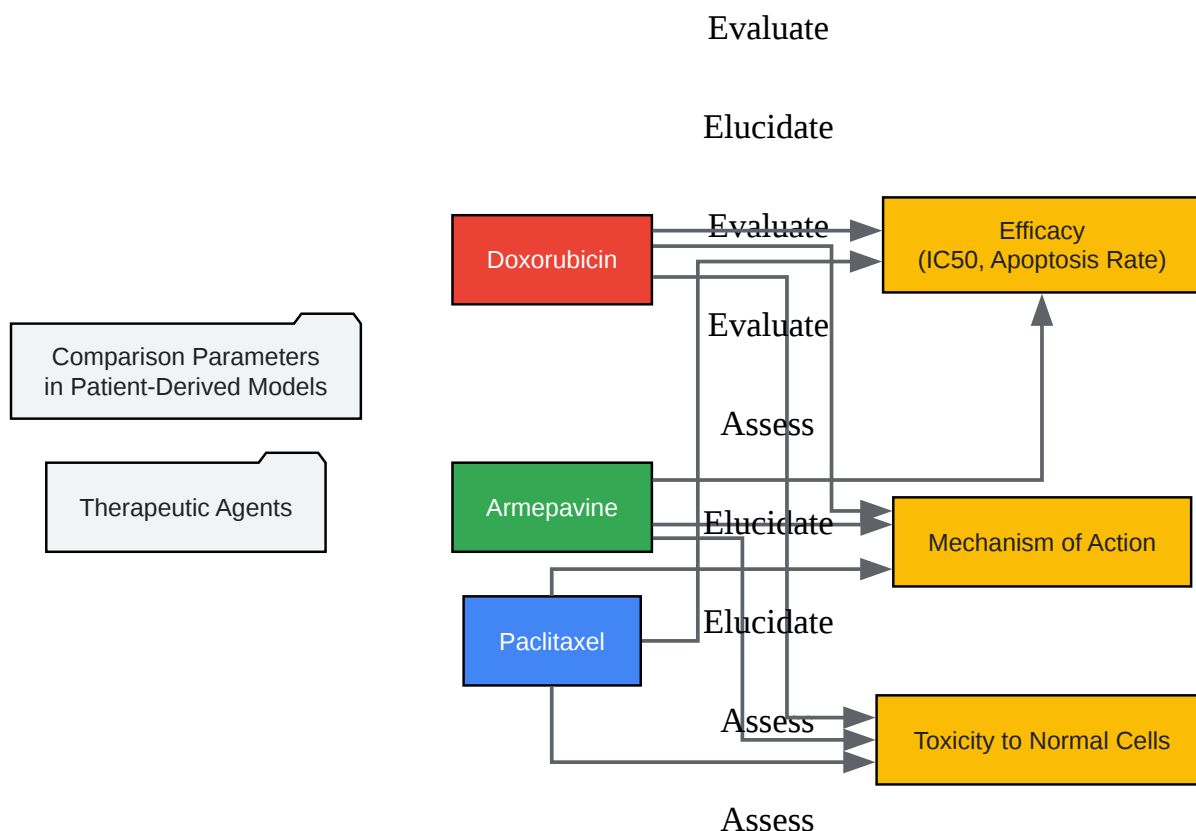 Evaluate
Elucidate
Evaluate
Efficacy
(IC50, Apoptosis Rate)
Doxorubicin
Evaluate
Comparison Parameters
in Patient-Derived Models
Assess
Therapeutic Agents
Armepavine
Elucidate
Mechanism of Action
Elucidate
Paclitaxel
Assess
Toxicity to Normal Cells
Assess